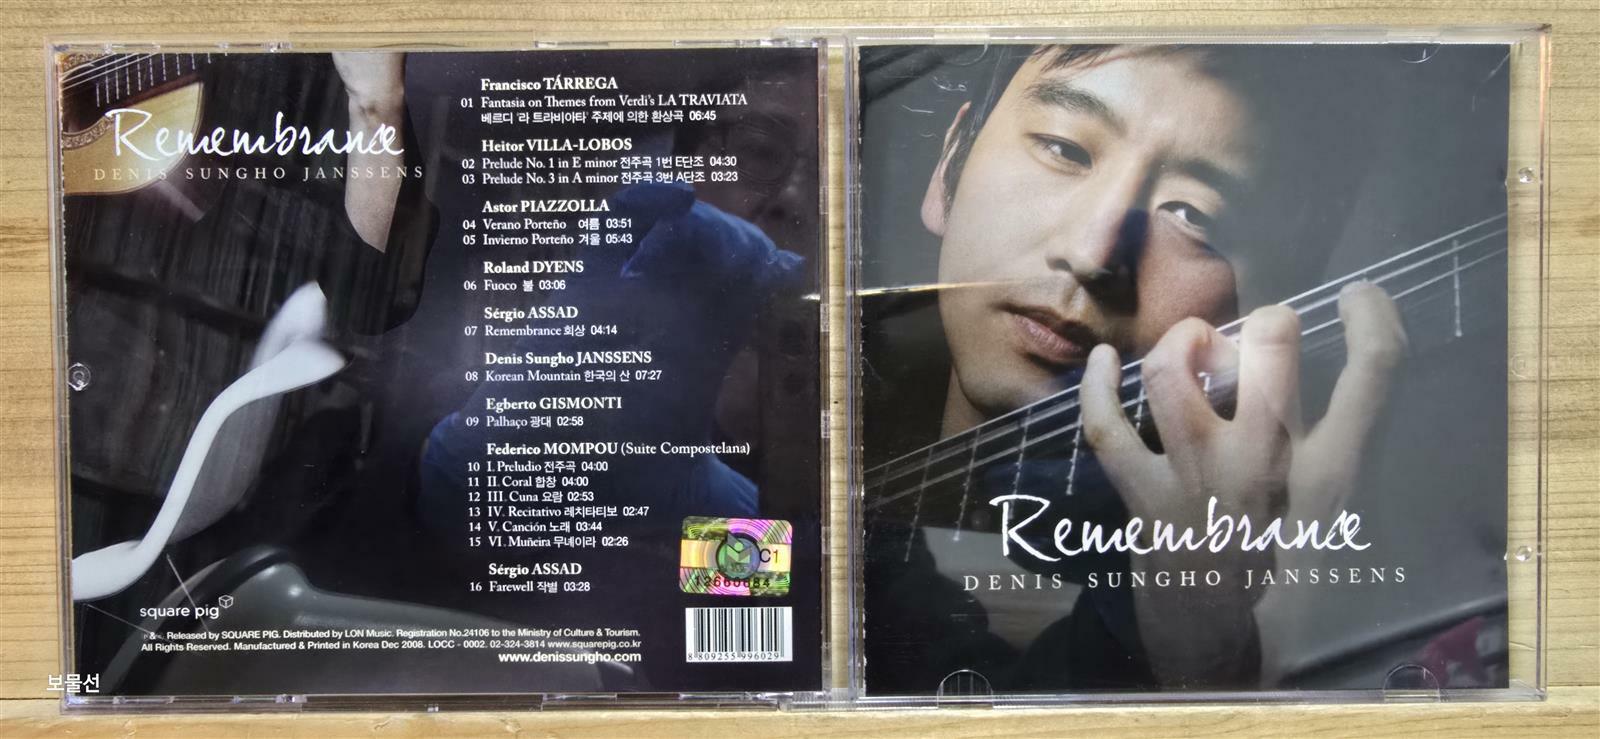 Remembrance
DENIS SUNGHO JANSSENS
Francisco TÁRREGA
01 Fantasia on Themes from Verdi's LA TRAVIATA
베르디 '라 트라비아타' 주제에 의한 환상곡 06:45
Heitor VILLA-LOBOS
02 Prelude No. 1 in E minor 전주곡 1번 E단조 04:30
03 Prelude No. 3 in A minor 전주곡 3번 A단조 03:23
Astor PIAZZOLLA
04 Verano Porteño 여름 03:51
05 Invierno Porteño 겨울 05:43
Roland DYENS
06 Fuoco 불 03:06
Sérgio ASSAD
07 Remembrance 회상 04:14
Denis Sungho JANSSENS
08 Korean Mountain 한국의 산 07:27
Egberto GISMONTI
09 Palhaço 광대 02:58
Federico MOMPOU (Suite Compostelana)
10 I. Preludio 전주곡 04:00
11 II. Coral 합창 04:00
12 III. Cuna 요람 02:53
13 IV. Recitativo 레치타티보 02:47
14 V. Canción 노래 03:44
15 VI. Muñeira 무녜이라 02:26
Sérgio ASSAD
16 Farewell 작별 03:28
C1
12660684
square pig
Released by SQUARE PIG. Distributed by LON Music. Registration No.24106 to the Ministry of Culture & Tourism.
All Rights Reserved. Manufactured & Printed in Korea Dec 2008. LOCC - 0002. 02-324-3814 www.squarepig.co.kr
www.denissungho.com
8 809255 996029
보물선
Remembrance
DENIS SUNGHO JANSSENS